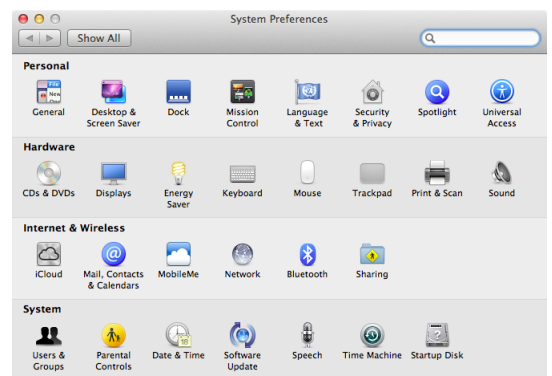 System Preferences
Show All
Personal
General
Desktop &
Screen Saver
Dock
Mission
Control
Language
& Text
Security
& Privacy
Spotlight
Universal
Access
Hardware
CDs & DVDs
Displays
Energy
Saver
Keyboard
Mouse
Trackpad
Print & Scan
Sound
Internet & Wireless
iCloud
Mail, Contacts
& Calendars
MobileMe
Network
Bluetooth
Sharing
System
Users &
Groups
Parental
Controls
Date & Time
Software
Update
Speech
Time Machine
Startup Disk